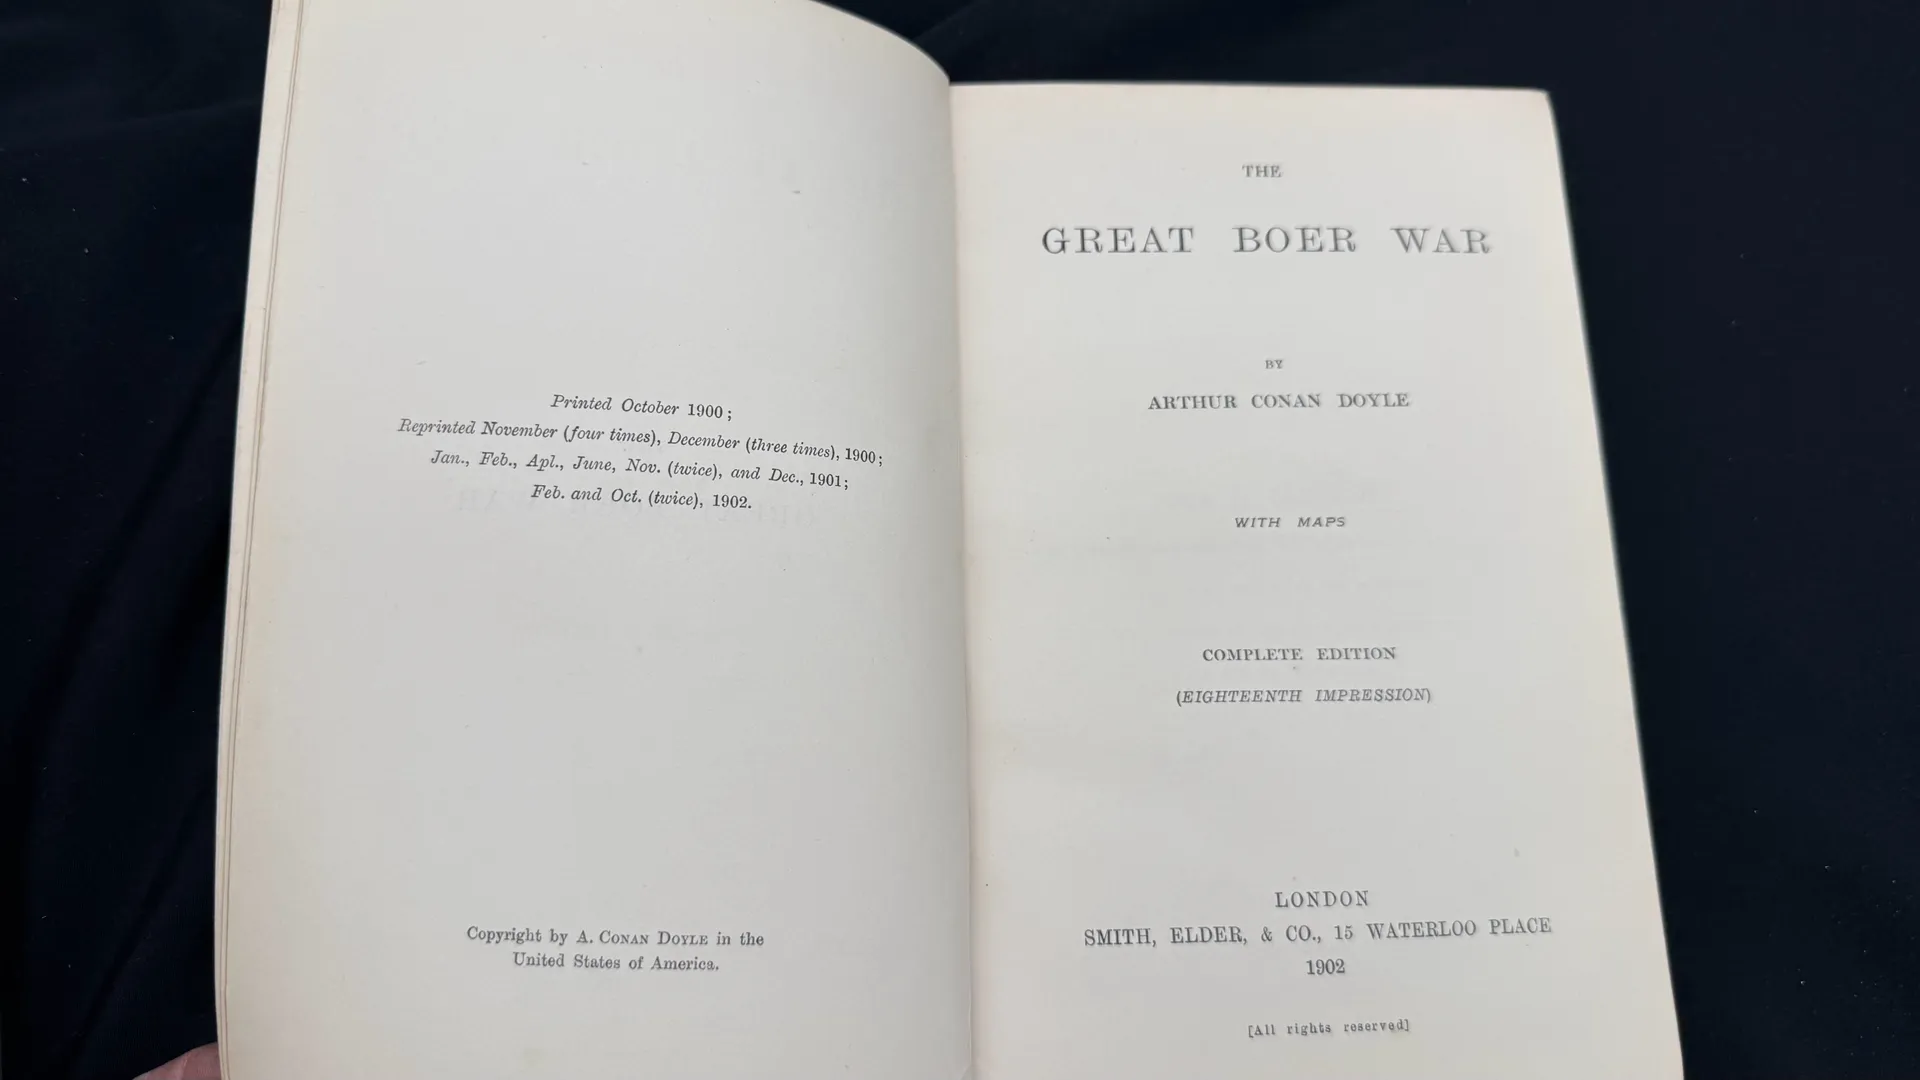 Printed October 1900;
Reprinted November (four times), December (three times), 1900;
Jan., Feb., Apl., June, Nov. (twice), and Dec., 1901;
Feb. and Oct. (twice), 1902.
Copyright by A. CONAN DOYLE in the
United States of America.
THE
GREAT BOER WAR
BY
ARTHUR CONAN DOYLE
WITH MAPS
COMPLETE EDITION
(EIGHTEENTH IMPRESSION)
LONDON
SMITH, ELDER, & CO., 15 WATERLOO PLACE
1902
[All rights reserved]